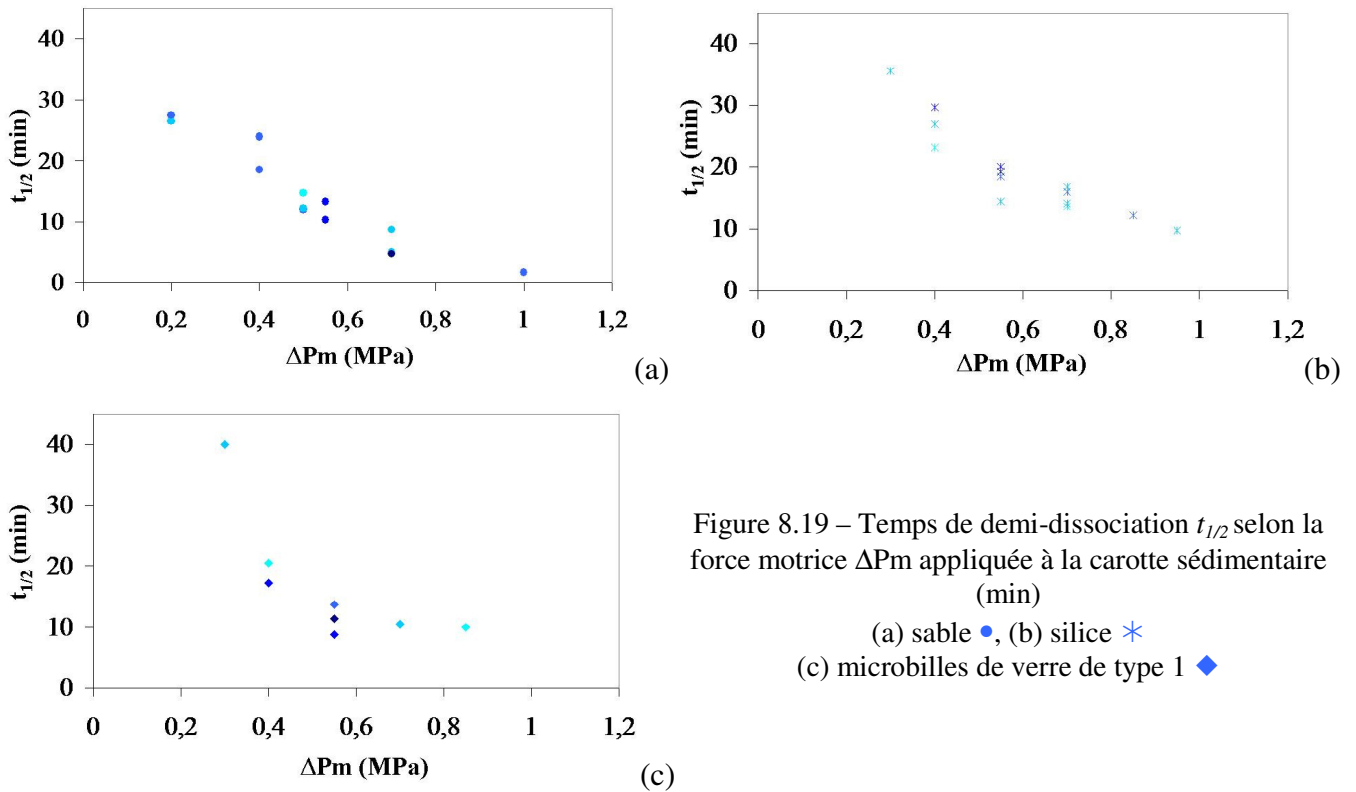 40
30
20
10
0
t1/2 (min)
0 0,2 0,4 0,6 0,8 1 1,2
ΔPm (MPa)
(a)
40
30
20
10
0
t1/2 (min)
0 0,2 0,4 0,6 0,8 1 1,2
ΔPm (MPa)
(b)
40
30
20
10
0
t1/2 (min)
0 0,2 0,4 0,6 0,8 1 1,2
ΔPm (MPa)
(c)
Figure 8.19 – Temps de demi-dissociation t1/2 selon la
force motrice ΔPm appliquée à la carotte sédimentaire
(min)
(a) sable ●, (b) silice ✳
(c) microbilles de verre de type 1 ◆